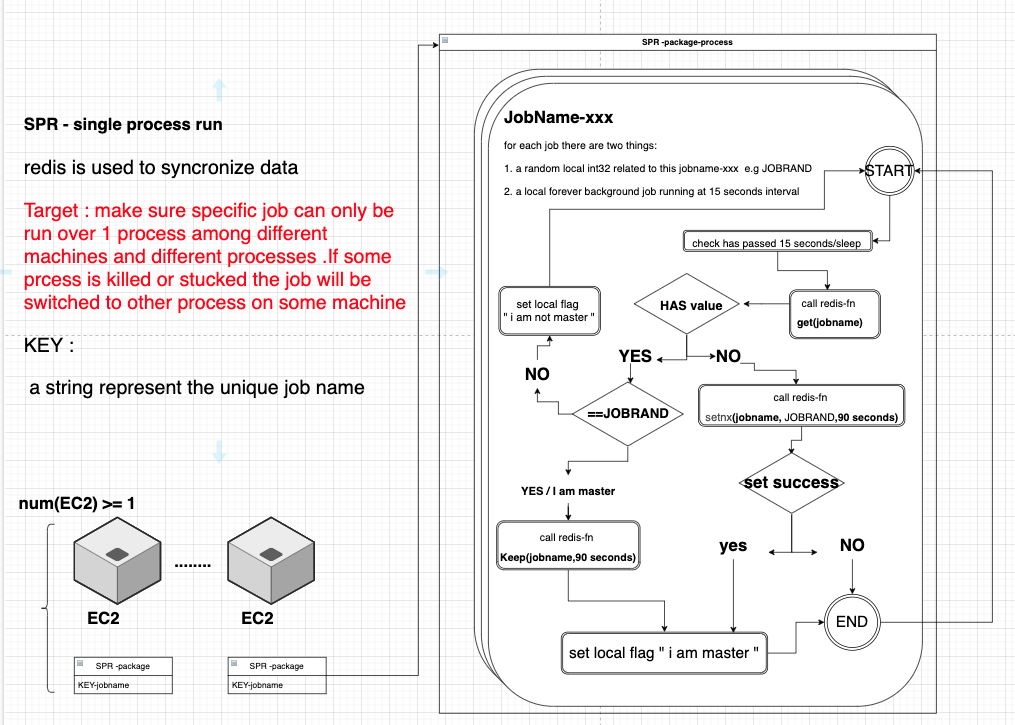 SPR - single process run
redis is used to syncronize data
Target : make sure specific job can only be
run over 1 process among different
machines and different processes .If some
prcess is killed or stucked the job will be
switched to other process on some machine
KEY :
a string represent the unique job name
num(EC2) >= 1
........
EC2
EC2
SPR -package
KEY-jobname
SPR -package
KEY-jobname
SPR -package-process
JobName-xxx
for each job there are two things:
1. a random local int32 related to this jobname-xxx e.g JOBRAND
2. a local forever background job running at 15 seconds interval
START
check has passed 15 seconds/sleep
call redis-fn
get(jobname)
HAS value
set local flag
" i am not master "
YES
NO
NO
==JOBRAND
call redis-fn
setnx(jobname, JOBRAND,90 seconds)
set success
YES / I am master
call redis-fn
Keep(jobname,90 seconds)
yes
NO
END
set local flag " i am master "